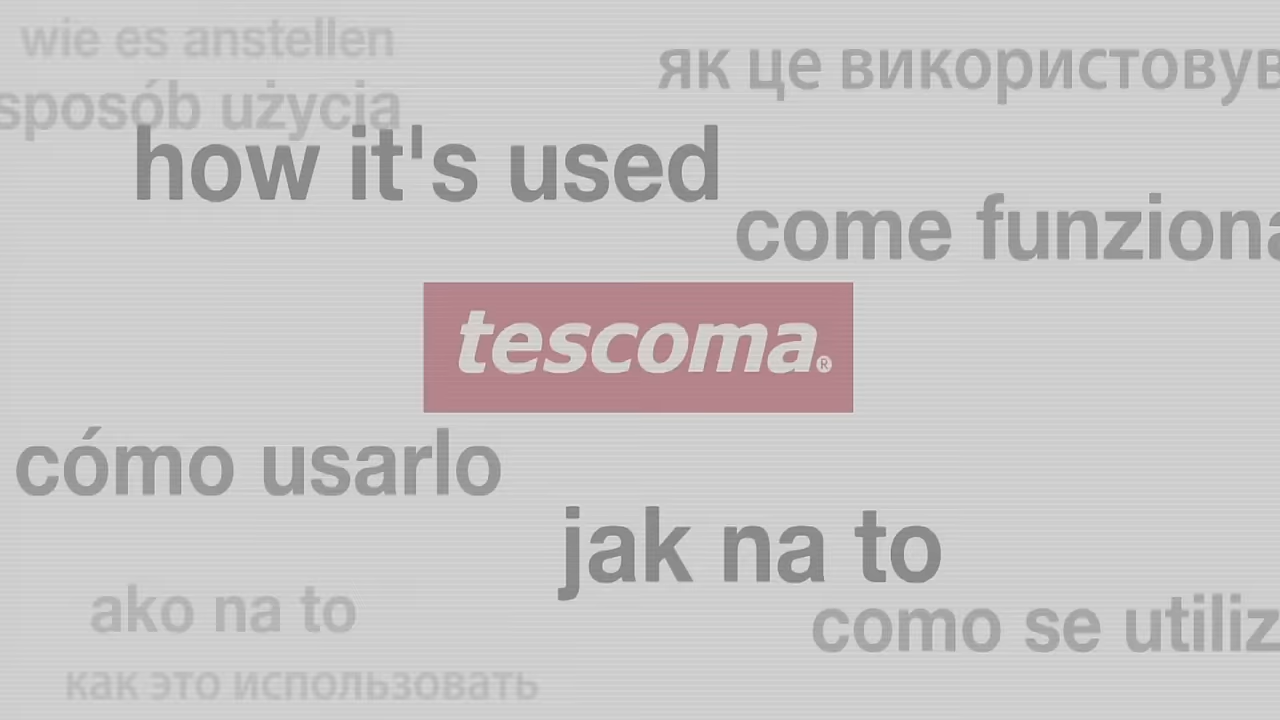 wie es anstellen
як це використовув
sposób użycia
how it's used
come funziona
tescoma®
cómo usarlo
jak na to
ako na to
como se utiliz
как это использовать